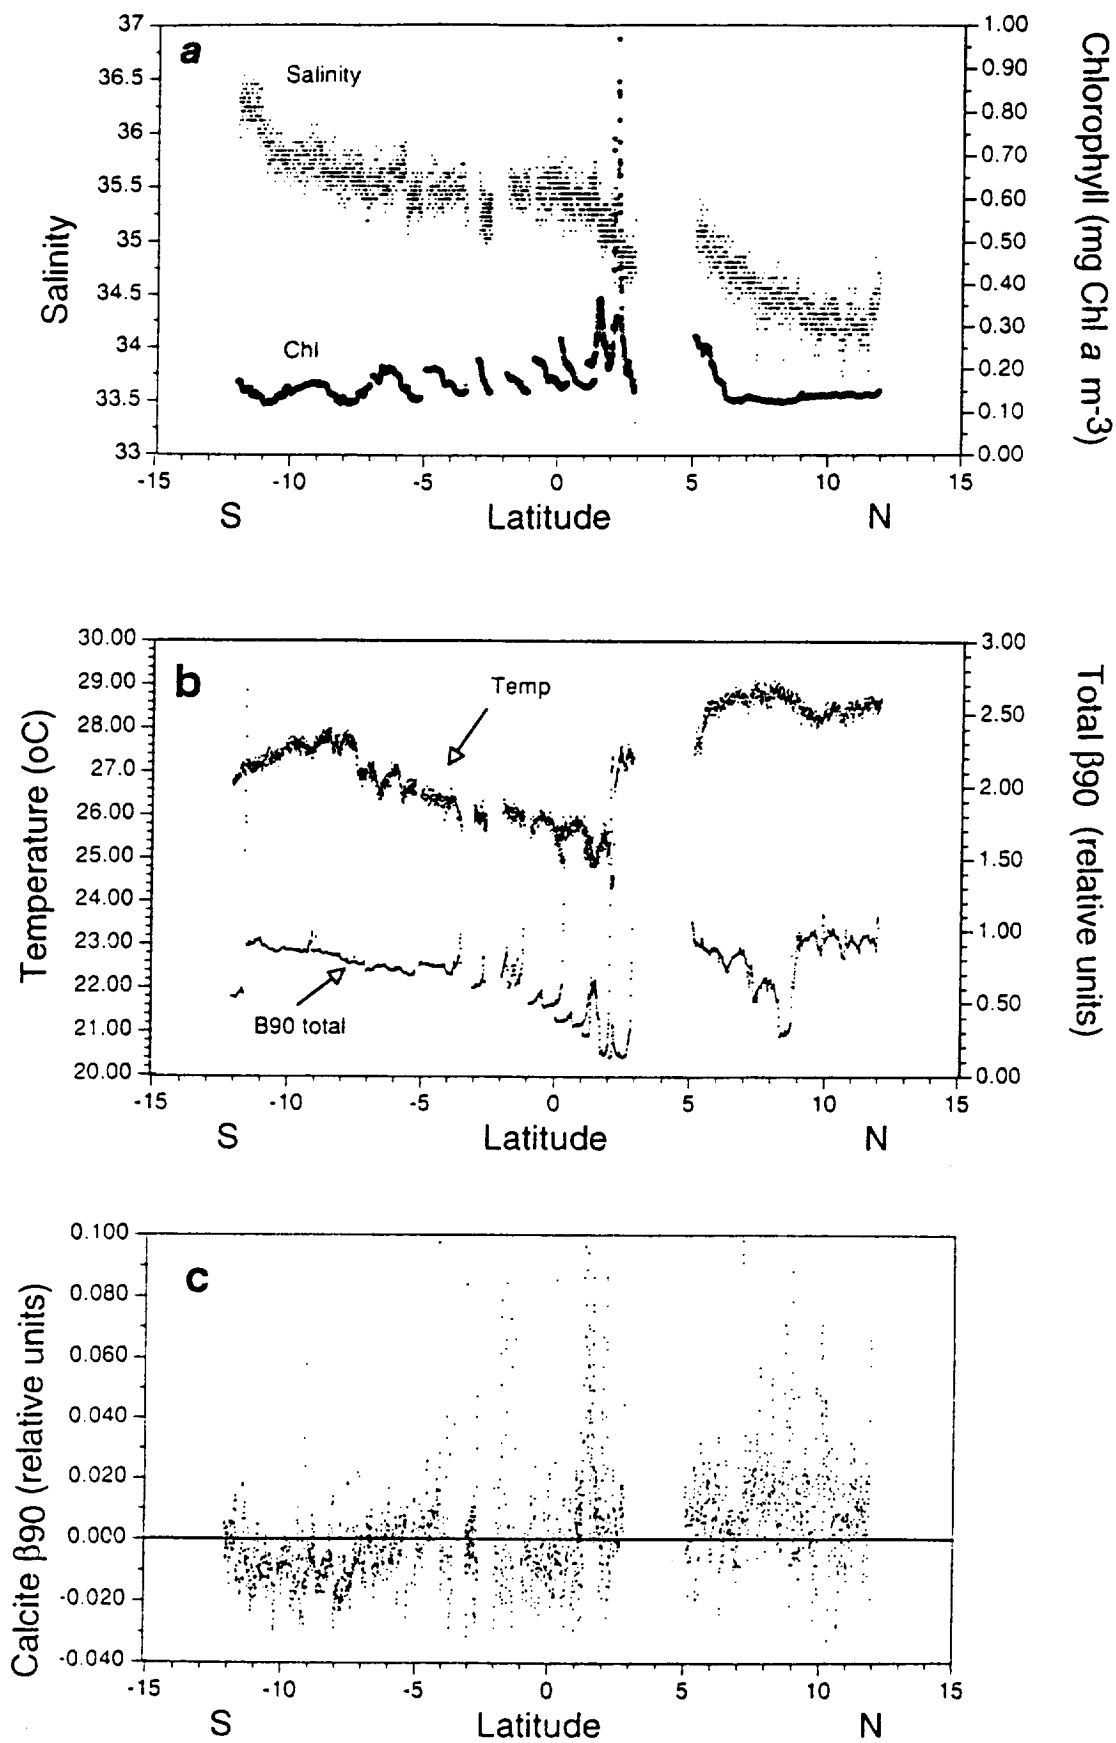 a
Salinity
Chl
37
36.5
36
35.5
35
34.5
34
33.5
33
Salinity
1.00
0.90
0.80
0.70
0.60
0.50
0.40
0.30
0.20
0.10
0.00
Chlorophyll (mg Chl a m-3)
-15 -10 -5 0 5 10 15
S Latitude N
b
Temp
B90 total
30.00
29.00
28.00
27.0
26.00
25.00
24.00
23.00
22.00
21.00
20.00
Temperature (oC)
3.00
2.50
2.00
1.50
1.00
0.50
0.00
Total β90 (relative units)
-15 -10 -5 0 5 10 15
S Latitude N
c
0.100
0.080
0.060
0.040
0.020
0.000
-0.020
-0.040
Calcite β90 (relative units)
-15 -10 -5 0 5 10 15
S Latitude N